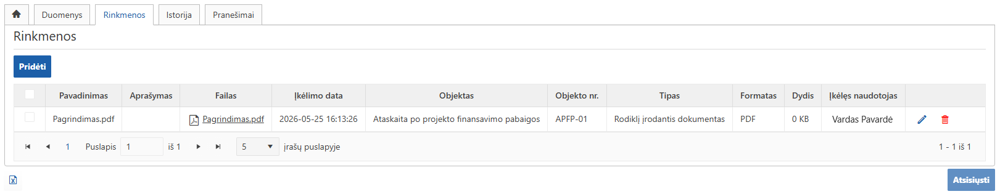 Duomenys Rinkmenos Istorija Pranešimai
Rinkmenos
Pridėti
Pavadinimas Aprašymas Failas Įkėlimo data Objektas Objekto nr. Tipas Formatas Dydis Įkėlęs naudotojas
Pagrindimas.pdf Pagrindimas.pdf 2026-05-25 16:13:26 Ataskaita po projekto finansavimo pabaigos APFP-01 Rodiklį įrodantis dokumentas PDF 0 KB Vardas Pavardė
1 Puslapis 1 iš 1 5 įrašų puslapyje 1 - 1 iš 1
Atsisiųsti